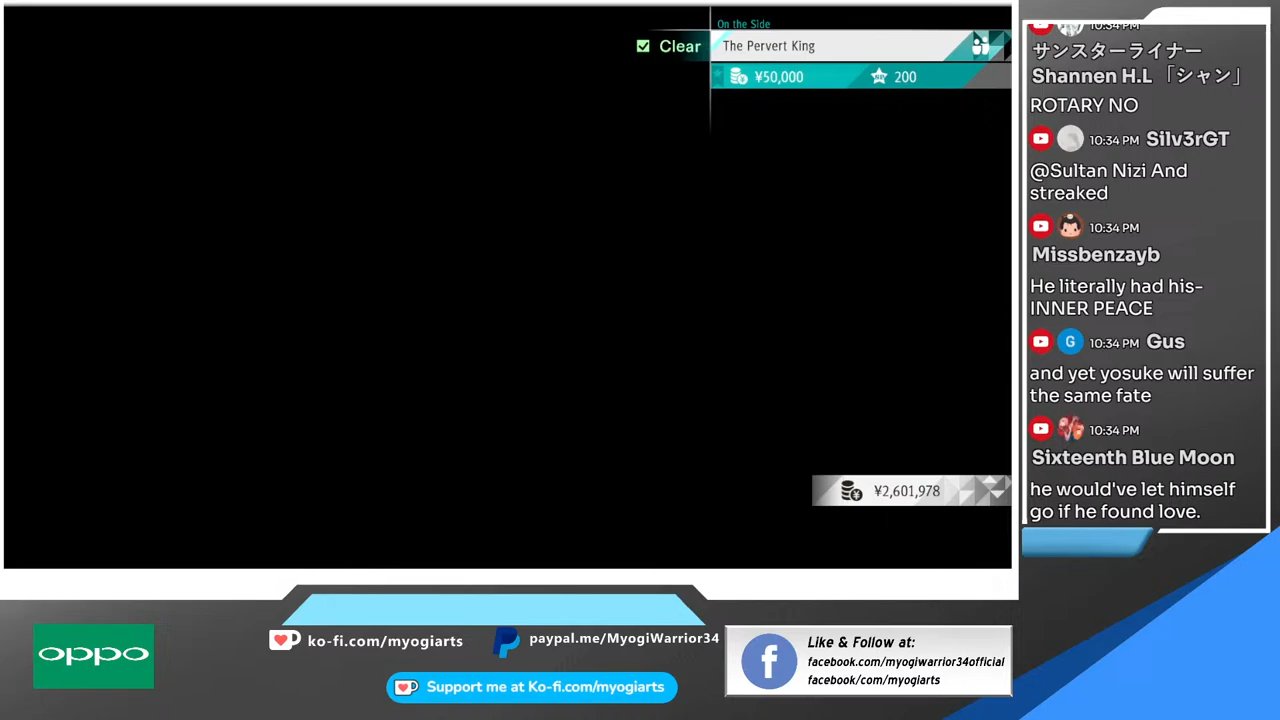 On the Side
Clear
The Pervert King
¥50,000
200
¥2,601,978
10:34 PM
サンスターライナー
Shannen H.L「シャン」
ROTARY NO
10:34 PM Silv3rGT
@Sultan Nizi And
streaked
10:34 PM
Missbenzayb
He literally had his-
INNER PEACE
G 10:34 PM Gus
and yet yosuke will suffer
the same fate
10:34 PM
Sixteenth Blue Moon
he would've let himself
go if he found love.
oppo
ko-fi.com/myogiarts
paypal.me/MyogiWarrior34
Support me at Ko-fi.com/myogiarts
Like & Follow at:
facebook.com/myogiwarrior34official
facebook/com/myogiarts